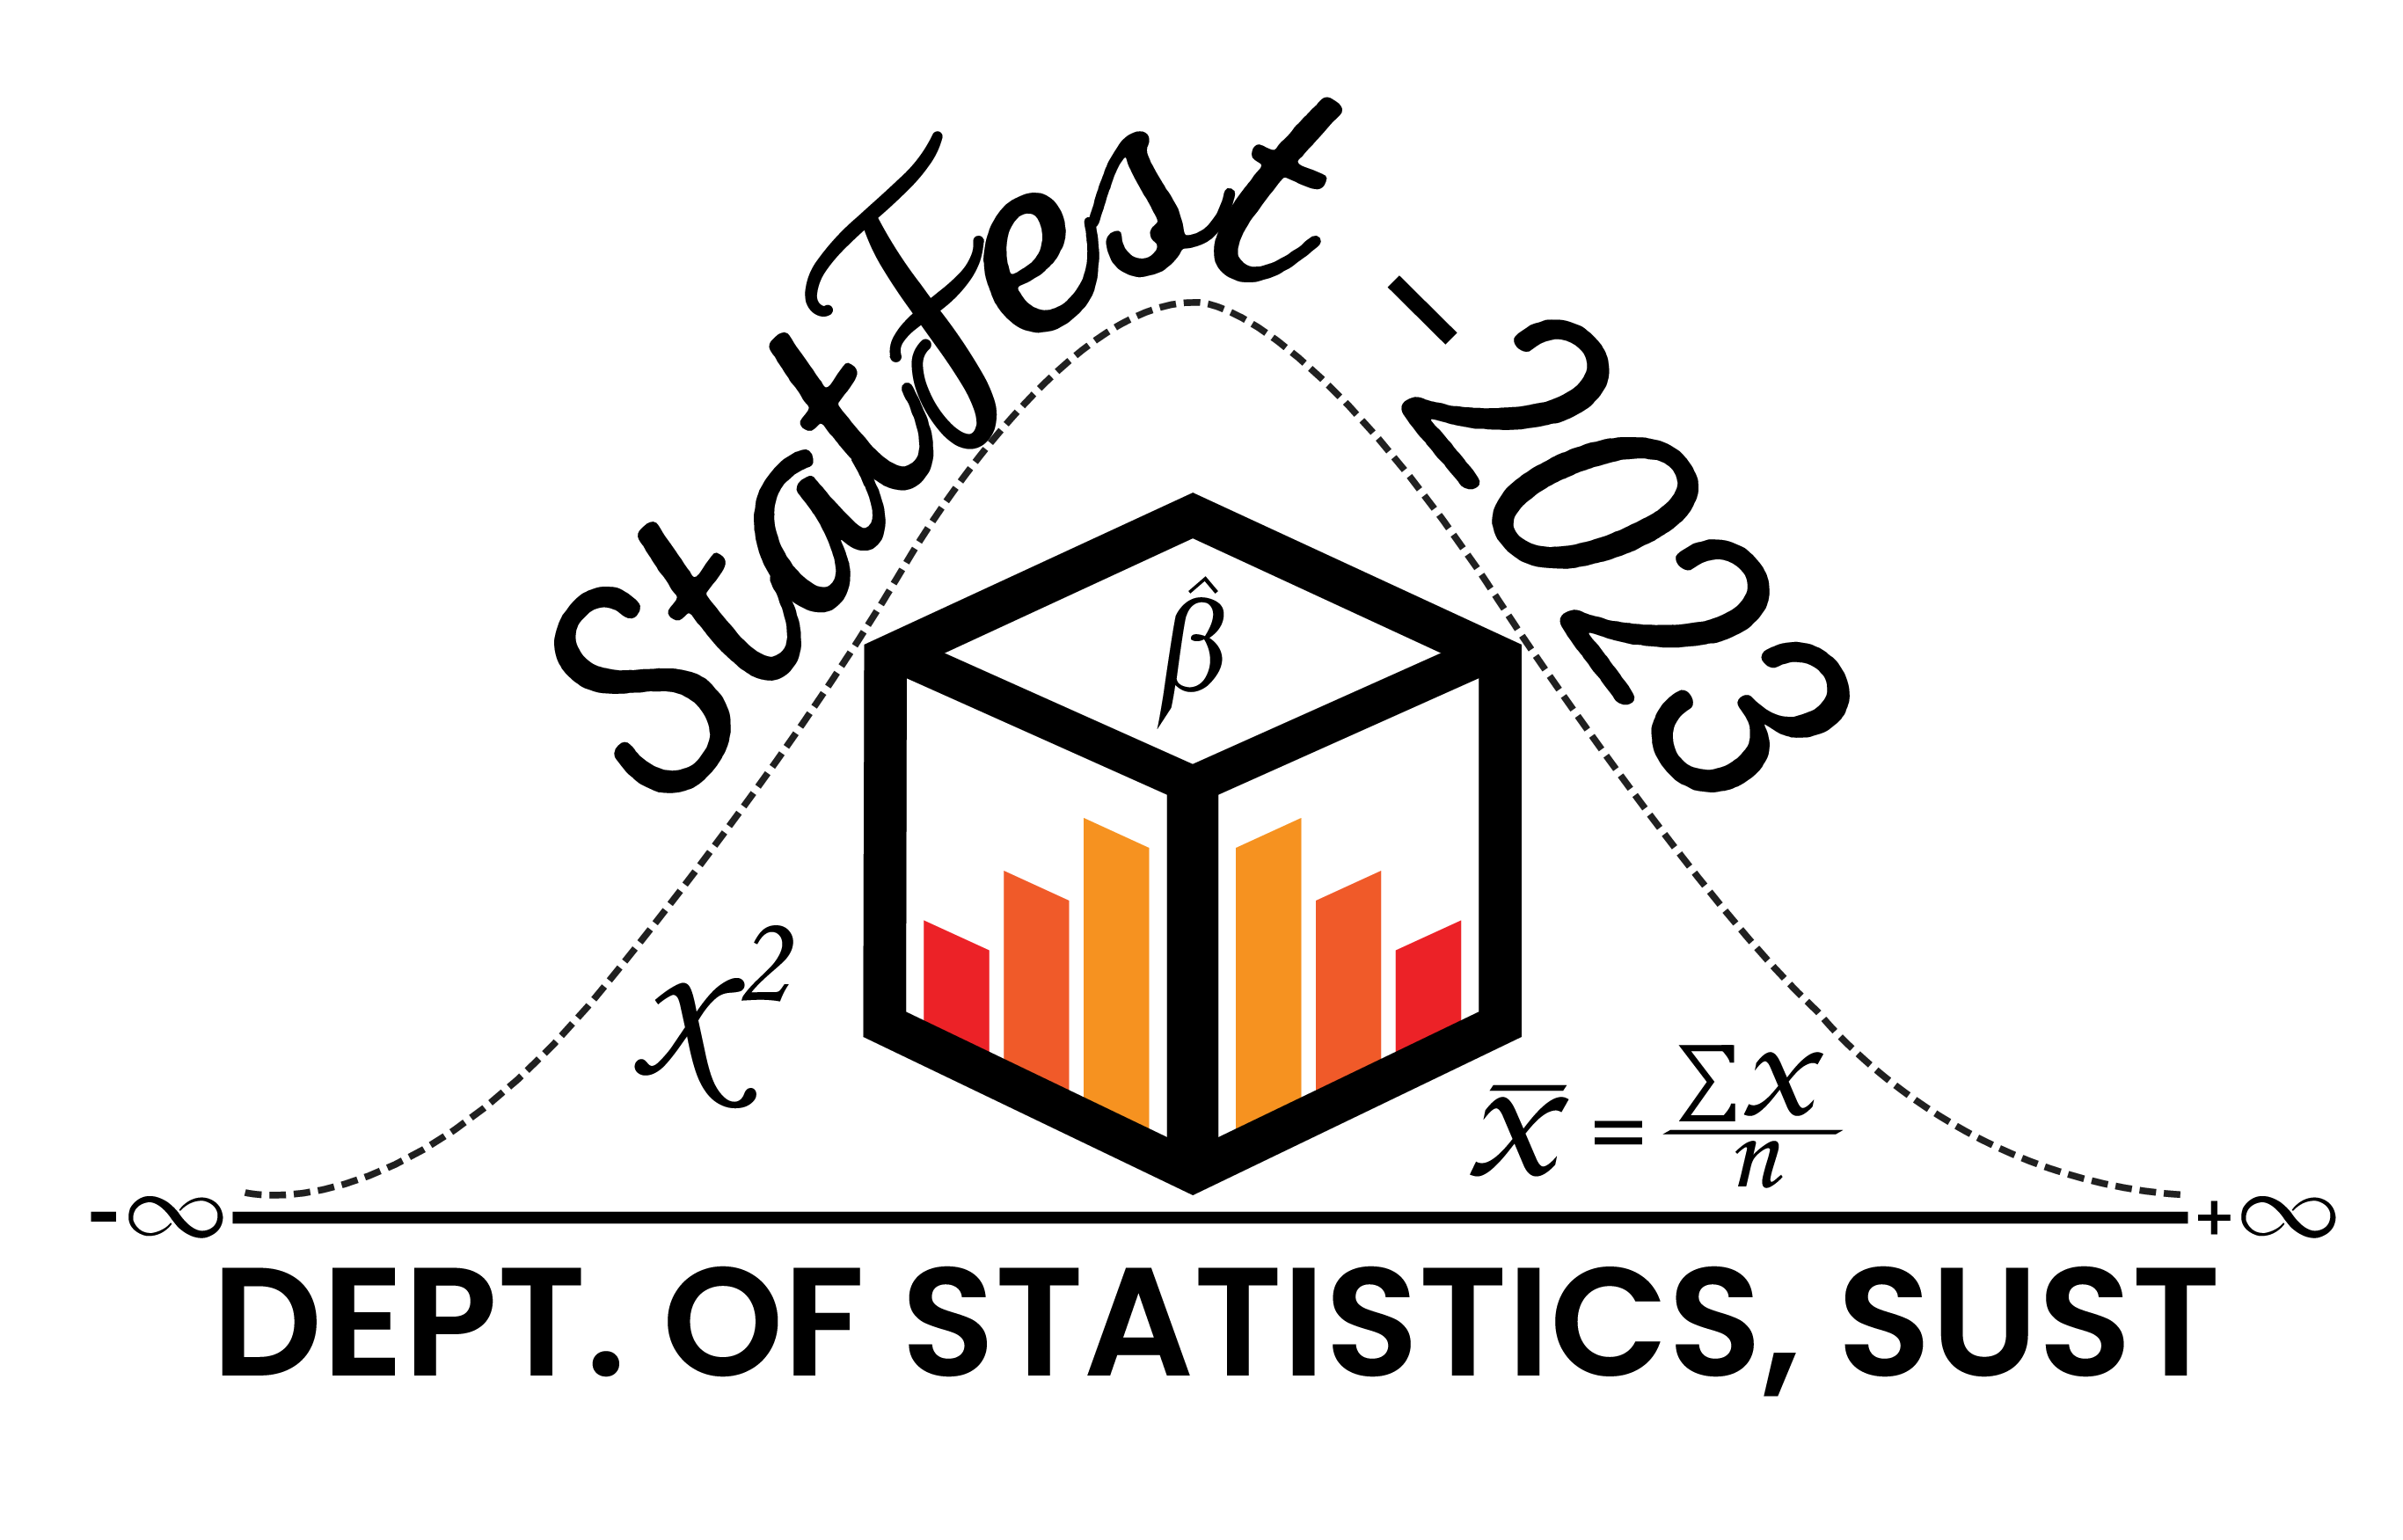 StatFest - 2023
β̂
χ²
x̄ = Σx / n
- ∞ + ∞
DEPT. OF STATISTICS, SUST